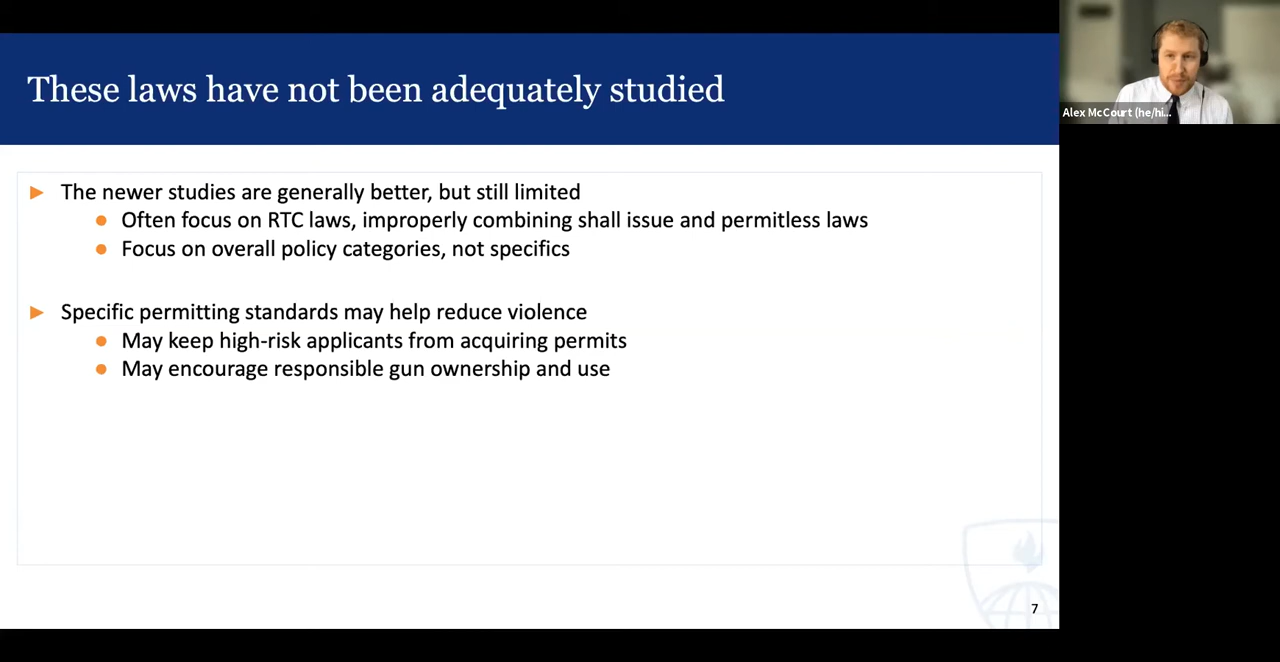 These laws have not been adequately studied
Alex McCourt (he/hi...
The newer studies are generally better, but still limited
Often focus on RTC laws, improperly combining shall issue and permitless laws
Focus on overall policy categories, not specifics
Specific permitting standards may help reduce violence
May keep high-risk applicants from acquiring permits
May encourage responsible gun ownership and use
7